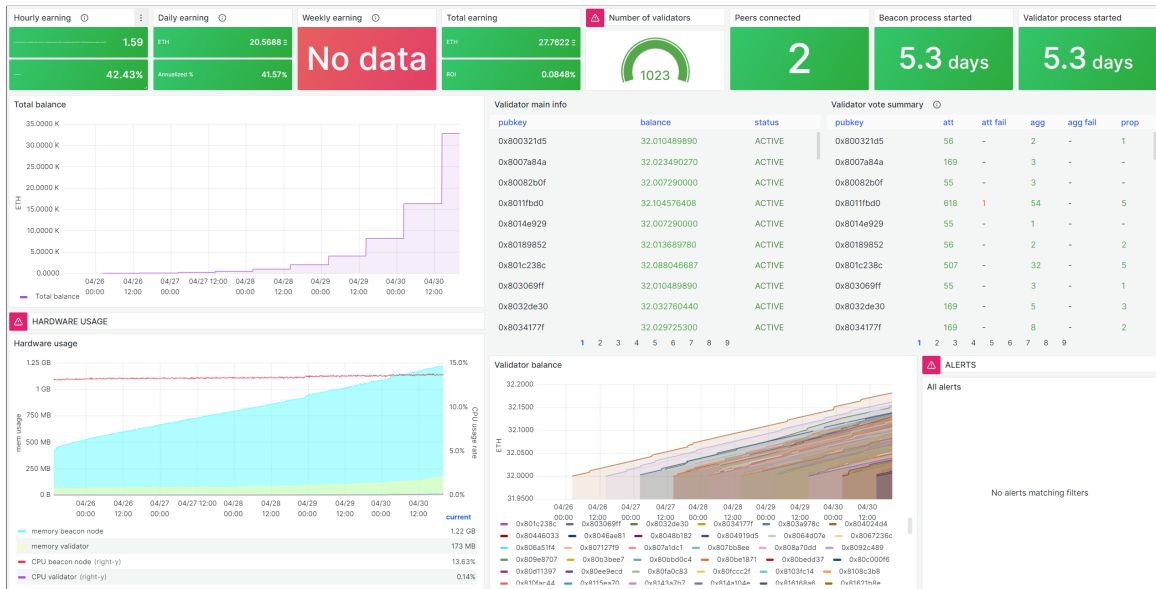 Hourly earning
Daily earning
Weekly earning
Total earning
Number of validators
Peers connected
Beacon process started
Validator process started
1.59
42.43%
ETH 20.5688 Ξ
Annualized % 41.57%
No data
ETH 27.7622 Ξ
ROI 0.0848%
1023
2
5.3 days
5.3 days
Total balance
35.0000 K
30.0000 K
25.0000 K
20.0000 K
15.0000 K
10.0000 K
5.0000 K
0.0000
ETH
04/26 00:00
04/26 12:00
04/27 00:00
04/27 12:00
04/28 00:00
04/28 12:00
04/29 00:00
04/29 12:00
04/30 00:00
04/30 12:00
Total balance
Validator main info
pubkey balance status
0x800321d5 32.010489890 ACTIVE
0x8007a84a 32.023490270 ACTIVE
0x80082b0f 32.007290000 ACTIVE
0x8011fbd0 32.104576408 ACTIVE
0x8014e929 32.007290000 ACTIVE
0x80189852 32.013689780 ACTIVE
0x801c238c 32.088046687 ACTIVE
0x803069ff 32.010489890 ACTIVE
0x8032de30 32.032760440 ACTIVE
0x8034177f 32.029725300 ACTIVE
1 2 3 4 5 6 7 8 9
Validator vote summary
pubkey att att fail agg agg fail prop
0x800321d5 56 - 2 - 1
0x8007a84a 169 - 3 -
0x80082b0f 55 - 3 -
0x8011fbd0 618 1 54 - 5
0x8014e929 55 - 1 -
0x80189852 56 - 2 - 2
0x801c238c 507 - 32 - 5
0x803069ff 55 - 3 - 1
0x8032de30 169 - 5 - 3
0x8034177f 169 - 8 - 2
1 2 3 4 5 6 7 8 9
HARDWARE USAGE
Hardware usage
1.25 GB
1 GB
750 MB
500 MB
250 MB
0 B
mem usage
15.0%
10.0%
5.0%
0.0%
CPU usage rate
04/26 00:00
04/26 12:00
04/27 00:00
04/27 12:00
04/28 00:00
04/28 12:00
04/29 00:00
04/29 12:00
04/30 00:00
04/30 12:00
current
memory beacon node 1.22 GB
memory validator 173 MB
CPU beacon node (right-y) 13.63%
CPU validator (right-y) 0.14%
Validator balance
32.2000
32.1500
32.1000
32.0500
32.0000
31.9500
ETH
04/26 00:00
04/26 12:00
04/27 00:00
04/27 12:00
04/28 00:00
04/28 12:00
04/29 00:00
04/29 12:00
04/30 00:00
04/30 12:00
0x801c238c 0x803069ff 0x8032de30 0x8034177f 0x803a978c 0x804024d4
0x80446033 0x8046ae81 0x8048b182 0x804919d5 0x8064d07e 0x8067236c
0x806a51f4 0x807127f9 0x807a1dc1 0x807bb8ee 0x808a70dd 0x8092c489
0x809e8707 0x80b3bee7 0x80bbd0c4 0x80be1871 0x80bedd37 0x80c000f6
0x80d11397 0x80ee9ecd 0x80fa0c83 0x80fccc2f 0x8103fc14 0x8108c3b8
0x810fac44 0x8115ea70 0x8143a7b7 0x814a104e 0x816168a6 0x81621b8e
ALERTS
All alerts
No alerts matching filters